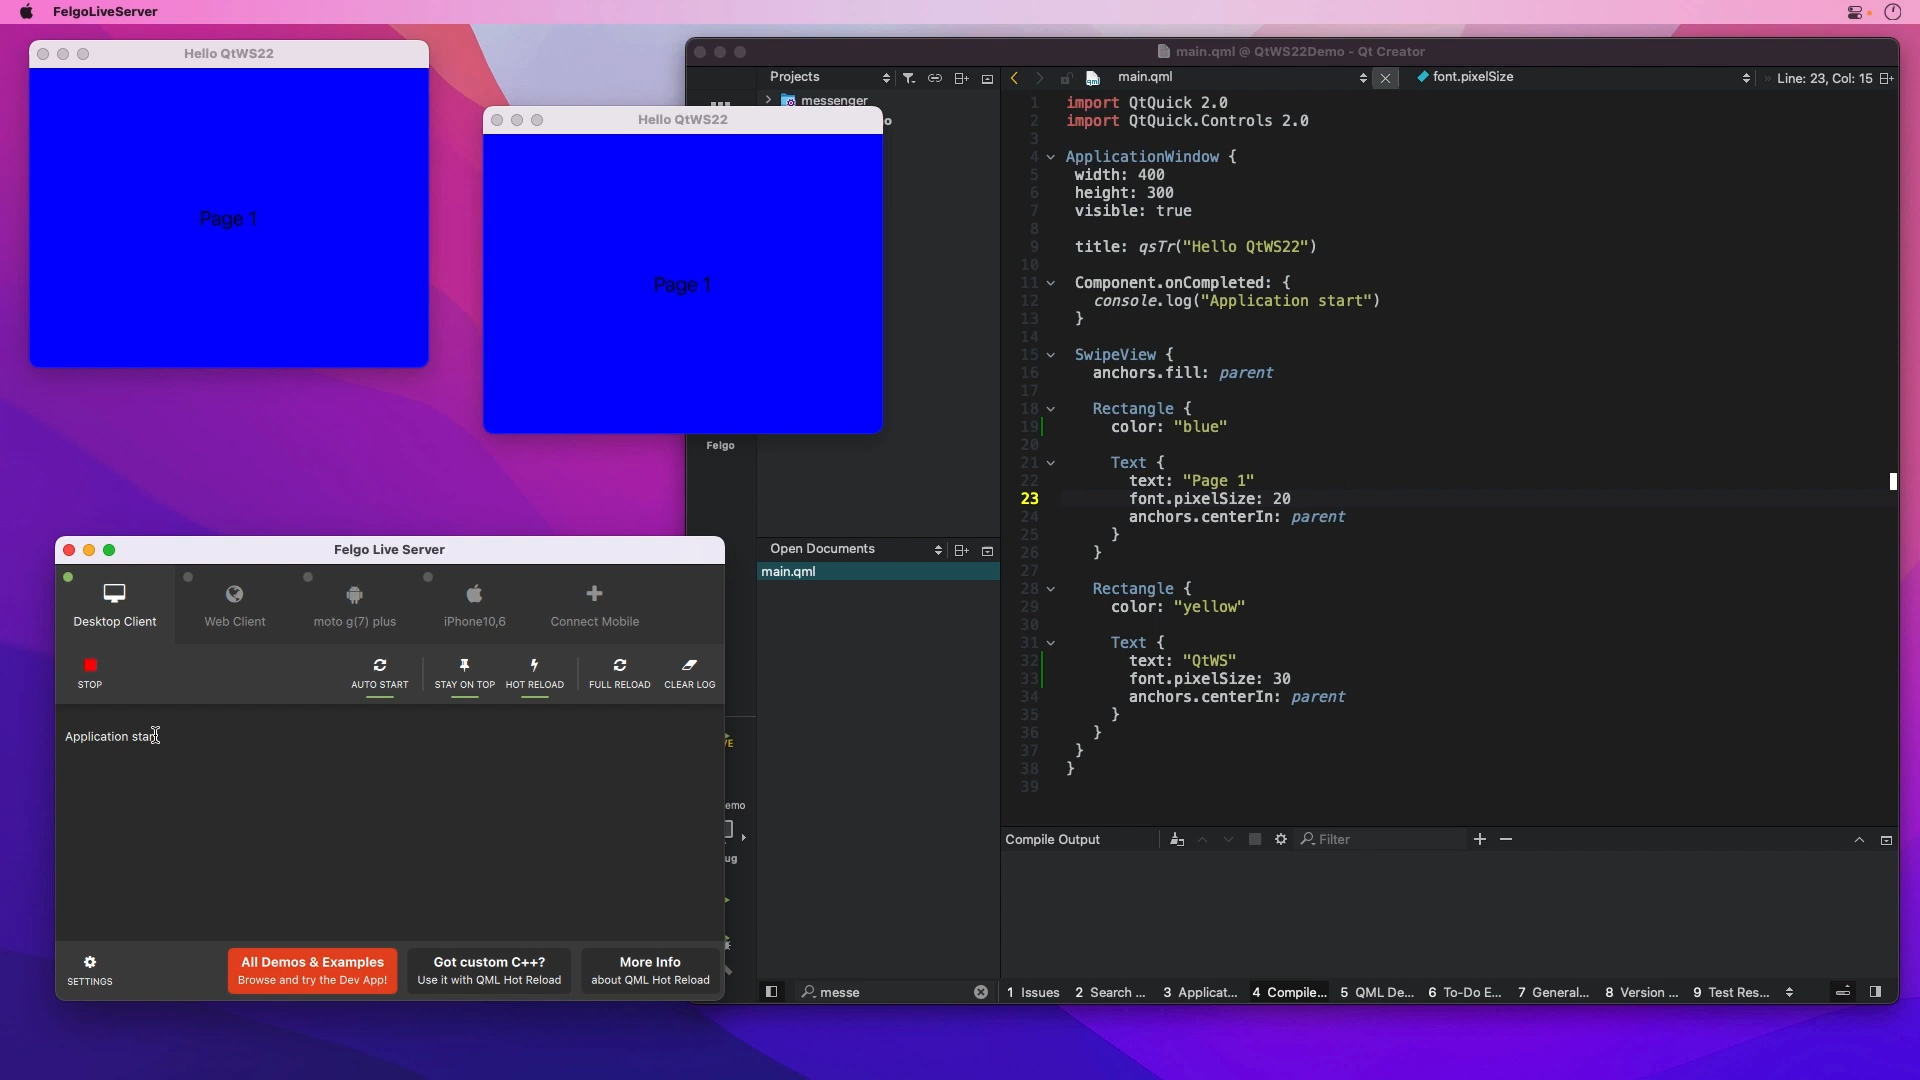 FelgoLiveServer
Hello QtWS22
Page 1
Hello QtWS22
Page 1
main.qml @ QtWS22Demo - Qt Creator
Projects
main.qml
font.pixelSize
Line: 23, Col: 15
messenger
o
Felgo
1 import QtQuick 2.0
2 import QtQuick.Controls 2.0
3
4 ApplicationWindow {
5 width: 400
6 height: 300
7 visible: true
8
9 title: qsTr("Hello QtWS22")
10
11 Component.onCompleted: {
12 console.log("Application start")
13 }
14
15 SwipeView {
16 anchors.fill: parent
17
18 Rectangle {
19 color: "blue"
20
21 Text {
22 text: "Page 1"
23 font.pixelSize: 20
24 anchors.centerIn: parent
25 }
26 }
27
28 Rectangle {
29 color: "yellow"
30
31 Text {
32 text: "QtWS"
33 font.pixelSize: 30
34 anchors.centerIn: parent
35 }
36 }
37 }
38 }
39
Open Documents
main.qml
Felgo Live Server
Desktop Client
Web Client
moto g(7) plus
iPhone10,6
Connect Mobile
STOP
AUTO START
STAY ON TOP
HOT RELOAD
FULL RELOAD
CLEAR LOG
Application start
emo
ug
SETTINGS
All Demos & Examples
Browse and try the Dev App!
Got custom C++?
Use it with QML Hot Reload
More Info
about QML Hot Reload
Compile Output
Filter
messe
1 Issues
2 Search ...
3 Applicat...
4 Compile...
5 QML De...
6 To-Do E...
7 General...
8 Version ...
9 Test Res...